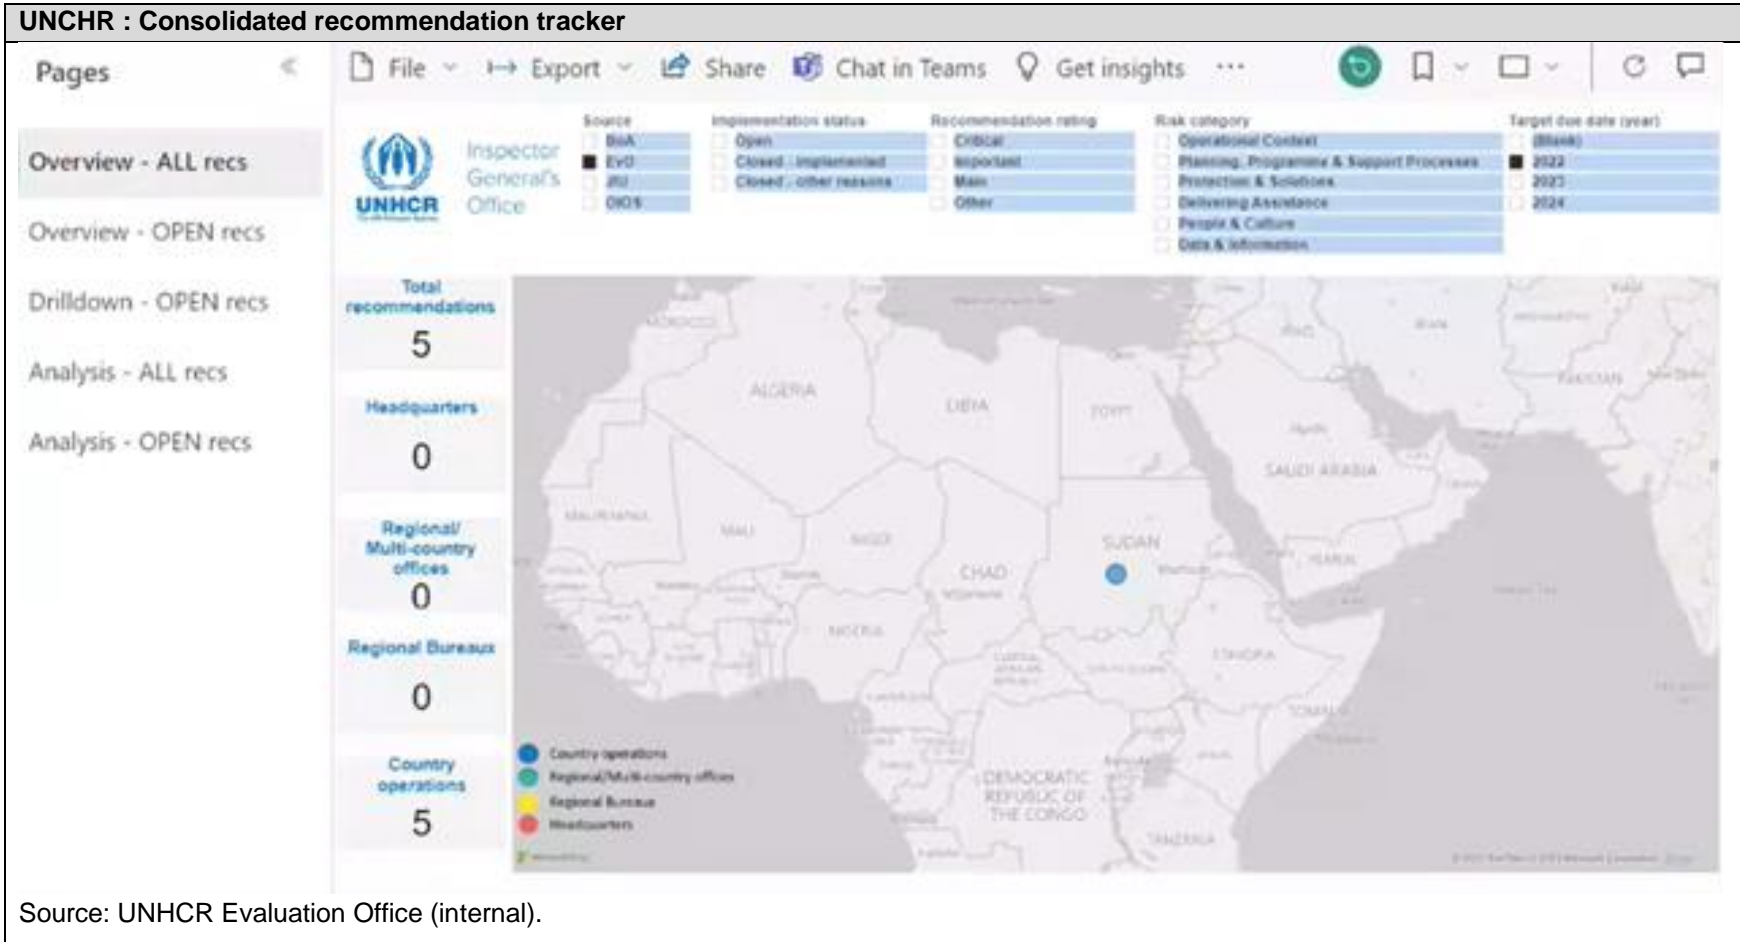 UNCHR : Consolidated recommendation tracker
Pages
File
Export
Share
Chat in Teams
Get insights
Overview - ALL recs
Overview - OPEN recs
Drilldown - OPEN recs
Analysis - ALL recs
Analysis - OPEN recs
UNHCR
Inspector
General's
Office
Source
BoA
EvO
JIU
OIOS
Implementation status
Open
Closed - implemented
Closed - other reasons
Recommendation rating
Critical
Important
Main
Other
Risk category
Operational Context
Planning, Programme & Support Processes
Protection & Solutions
Delivering Assistance
People & Culture
Data & Information
Target due date (year)
(Blank)
2022
2023
2024
Total
recommendations
5
Headquarters
0
Regional/
Multi-country
offices
0
Regional Bureaux
0
Country
operations
5
MOROCCO
ALGERIA
LIBYA
EGYPT
IRAQ
IRAN
PAKISTAN
SAUDI ARABIA
MAURITANIA
MALI
NIGER
CHAD
SUDAN
YEMEN
NIGERIA
ETHIOPIA
SOMALIA
DEMOCRATIC
REPUBLIC OF
THE CONGO
TANZANIA
Country operations
Regional/Multi-country offices
Regional Bureaux
Headquarters
Source: UNHCR Evaluation Office (internal).